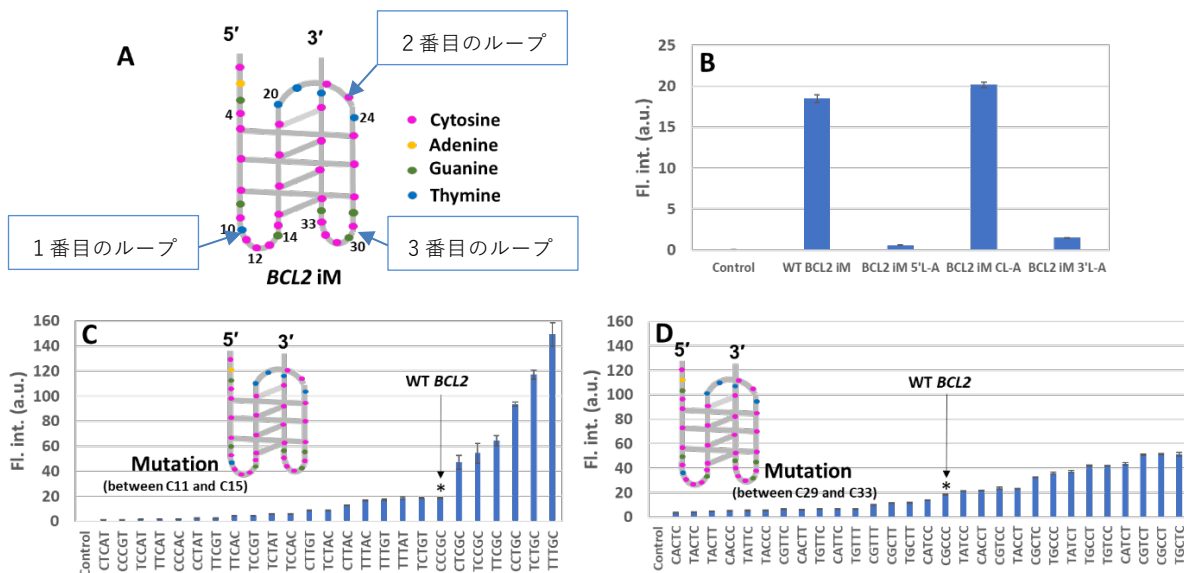 A
5′
3′
２番目のループ
20
24
4
Cytosine
Adenine
Guanine
Thymine
10
12
14
33
30
１番目のループ
３番目のループ
BCL2 iM
B
Fl. int. (a.u.)
25
20
15
10
5
0
Control
WT BCL2 iM
BCL2 iM 5'L-A
BCL2 iM CL-A
BCL2 iM 3'L-A
C
Fl. int. (a.u.)
160
140
120
100
80
60
40
20
0
5′
3′
WT BCL2
*
Mutation
(between C11 and C15)
Control
CTCAT
CCCGT
TCCAT
TTCAT
CCCAC
CCTAT
TTCGT
TTCAC
TCCGT
TCTAT
TCCAC
CTTGT
TCTAC
CTTAC
TTTAC
TTTGT
TTTAT
TCTGT
CCCGC
CTCGC
TCCGC
TTCGC
CCTGC
TCTGC
TTTGC
D
Fl. int. (a.u.)
160
140
120
100
80
60
40
20
0
5′
3′
WT BCL2
*
Mutation
(between C29 and C33)
Control
CACTC
TACTC
TACTT
CACCC
TATTC
TACCC
CGTTC
CACTT
TGTTC
CATTC
TGTTT
CGTTT
CGCTT
TGCTT
CATCC
CGCCC
TATCC
CACCT
CGTCC
TACCT
CGCTC
TGCCC
TATCT
TGCCT
TGTCC
CATCT
CGTCT
CGCCT
TGCTC